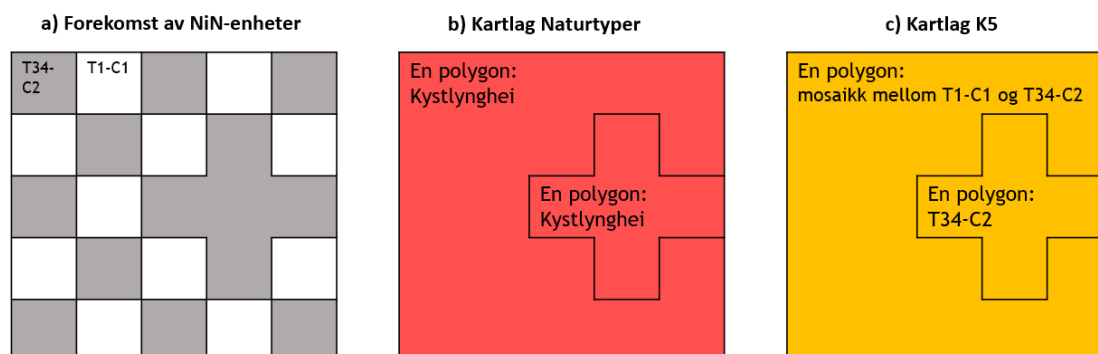 a) Forekomst av NiN-enheter
T34-
C2
T1-C1
b) Kartlag Naturtyper
En polygon:
Kystlynghei
En polygon:
Kystlynghei
c) Kartlag K5
En polygon:
mosaikk mellom T1-C1 og T34-C2
En polygon:
T34-C2